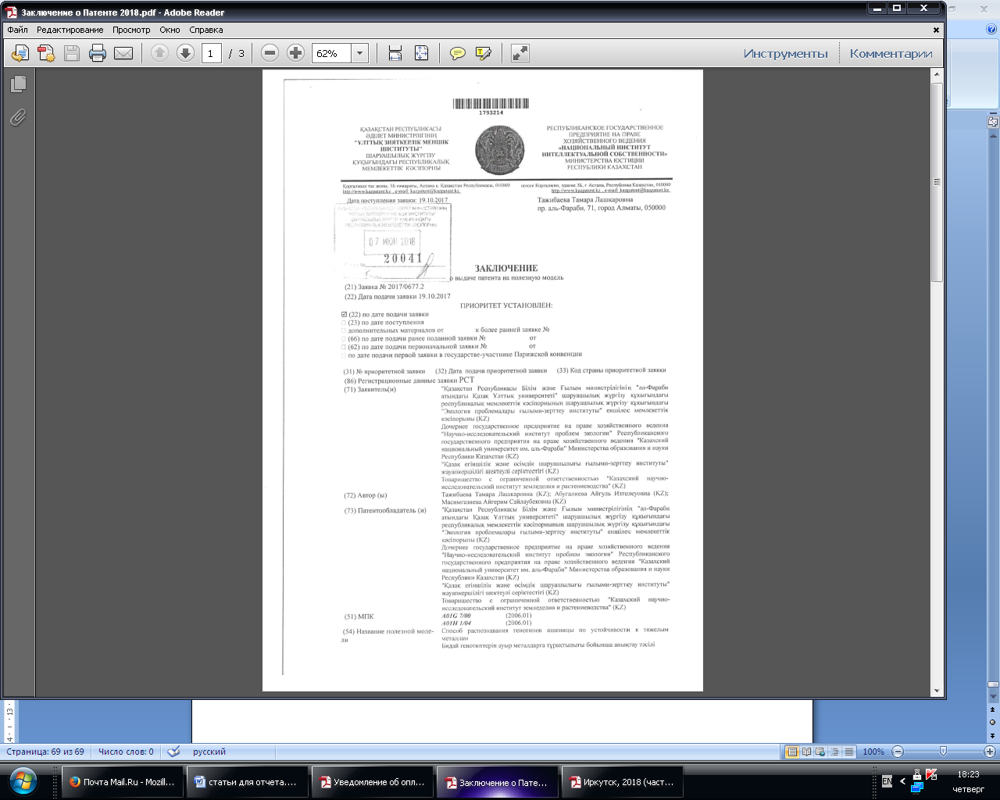 Заключение о Патенте 2018.pdf - Adobe Reader
Файл Редактирование Просмотр Окно Справка
1 / 3 62% Инструменты Комментарии
1793214
ҚАЗАҚСТАН РЕСПУБЛИКАСЫ
ӘДІЛЕТ МИНИСТРЛІГІНІҢ
"ҰЛТТЫҚ ЗИЯТКЕРЛІК МЕНШІК
ИНСТИТУТЫ"
ШАРУАШЫЛЫҚ ЖҮРГІЗУ
ҚҰҚЫҒЫНДАҒЫ РЕСПУБЛИКАЛЫҚ
МЕМЛЕКЕТТІК КӘСІПОРНЫ
РЕСПУБЛИКАНСКОЕ ГОСУДАРСТВЕННОЕ
ПРЕДПРИЯТИЕ НА ПРАВЕ
ХОЗЯЙСТВЕННОГО ВЕДЕНИЯ
«НАЦИОНАЛЬНЫЙ ИНСТИТУТ
ИНТЕЛЛЕКТУАЛЬНОЙ СОБСТВЕННОСТИ»
МИНИСТЕРСТВА ЮСТИЦИИ
РЕСПУБЛИКИ КАЗАХСТАН
Қорғалжын тас жолы, 3Б ғимараты, Астана қ. Қазақстан Республикасы, 010000
http://www.kazpatent.kz , e-mail: kazpatent@kazpatent.kz
шоссе Коргалжин, здание 3Б, г. Астана, Республика Казахстан, 010000
http://www.kazpatent.kz , e-mail: kazpatent@kazpatent.kz
Дата поступления заявки: 19.10.2017
Тажибаева Тамара Лашкаровна
пр. аль-Фараби, 71, город Алматы, 050000
07 ИЮН 2018
20041
ЗАКЛЮЧЕНИЕ
о выдаче патента на полезную модель
(21) Заявка № 2017/0677.2
(22) Дата подачи заявки 19.10.2017
ПРИОРИТЕТ УСТАНОВЛЕН:
(22) по дате подачи заявки
(23) по дате поступления
дополнительных материалов от к более ранней заявке №
(66) по дате подачи ранее поданной заявки № от
(62) по дате подачи первоначальной заявки № от
по дате подачи первой заявки в государстве-участнике Парижской конвенции
(31) № приоритетной заявки (32) Дата подачи приоритетной заявки (33) Код страны приоритетной заявки
(86) Регистрационные данные заявки PCT
(71) Заявитель(и) "Қазақстан Республикасы Білім және Ғылым министрлігінің "әл-Фараби
атындағы Қазақ Ұлттық университеті" шаруашылық жүргізу құқығындағы
республикалық мемлекеттік кәсіпорнының шаруашылық жүргізу құқығындағы
"Экология проблемалары ғылыми-зерттеу институты" еншілес мемлекеттік
кәсіпорыны (KZ)
Дочернее государственное предприятие на праве хозяйственного ведения
"Научно-исследовательский институт проблем экологии" Республиканского
государственного предприятия на праве хозяйственного ведения "Казахский
национальный университет им. аль-Фараби" Министерства образования и науки
Республики Казахстан (KZ)
"Қазақ егіншілік және өсімдік шаруашылығы ғылыми-зерттеу институты"
жауапкершілігі шектеулі серіктестігі (KZ)
Товарищество с ограниченной ответственностью "Казахский научно-
исследовательский институт земледелия и растениеводства" (KZ)
(72) Автор (ы) Тажибаева Тамара Лашкаровна (KZ); Абугалиева Айгуль Изтелеуовна (KZ);
Масимгазиева Айгерим Сайлаубековна (KZ)
(73) Патентообладатель (и) "Қазақстан Республикасы Білім және Ғылым министрлігінің "әл-Фараби
атындағы Қазақ Ұлттық университеті" шаруашылық жүргізу құқығындағы
республикалық мемлекеттік кәсіпорнының шаруашылық жүргізу құқығындағы
"Экология проблемалары ғылыми-зерттеу институты" еншілес мемлекеттік
кәсіпорыны (KZ)
Дочернее государственное предприятие на праве хозяйственного ведения
"Научно-исследовательский институт проблем экологии" Республиканского
государственного предприятия на праве хозяйственного ведения "Казахский
национальный университет им. аль-Фараби" Министерства образования и науки
Республики Казахстан (KZ)
"Қазақ егіншілік және өсімдік шаруашылығы ғылыми-зерттеу институты"
жауапкершілігі шектеулі серіктестігі (KZ)
Товарищество с ограниченной ответственностью "Казахский научно-
исследовательский институт земледелия и растениеводства" (KZ)
(51) МПК A01G 7/00 (2006.01)
A01H 1/04 (2006.01)
(54) Название полезной моде- Способ распознавания генотипов пшеницы по устойчивости к тяжелым
ли металлам
Бидай генотиптерін ауыр металдарға тұрақтылығы бойынша анықтау тәсілі
Страница: 69 из 69 Число слов: 0 русский 100%
Почта Mail.Ru - Mozill... статьи для отчета.... Уведомление об опл... Заключение о Пате... Иркутск, 2018 (част... EN 18:23
четверг